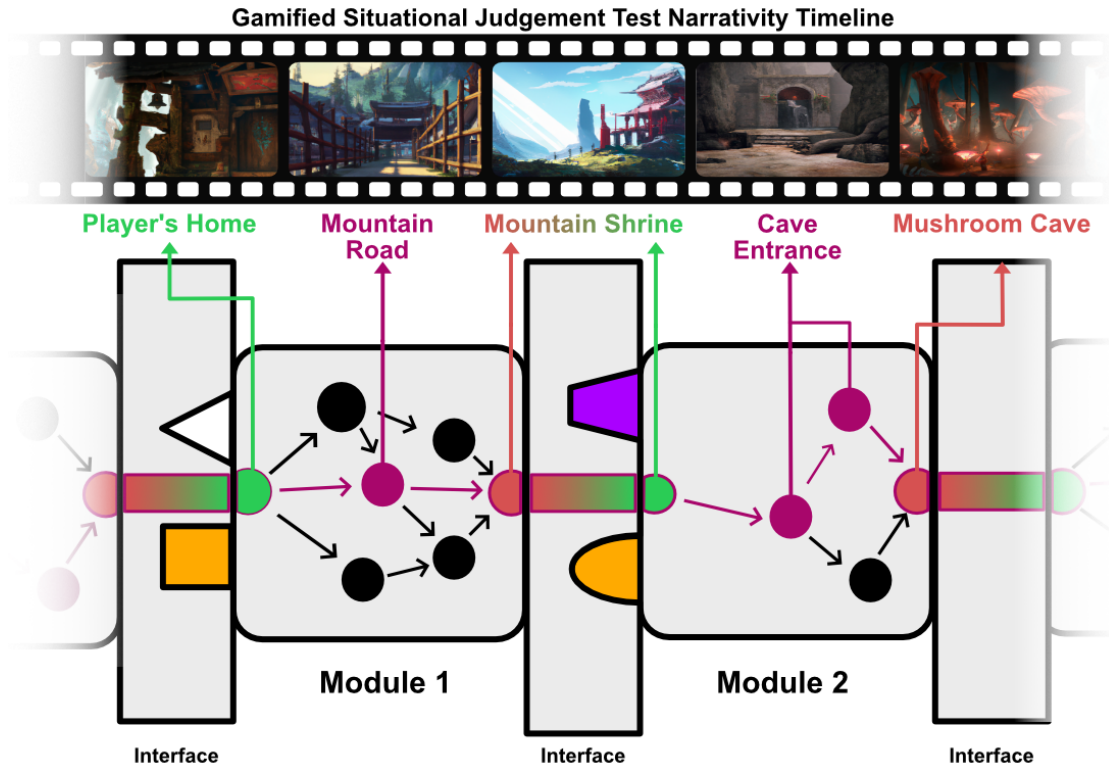 Gamified Situational Judgement Test Narrativity Timeline
Player's Home
Mountain
Road
Mountain Shrine
Cave
Entrance
Mushroom Cave
Module 1
Module 2
Interface
Interface
Interface